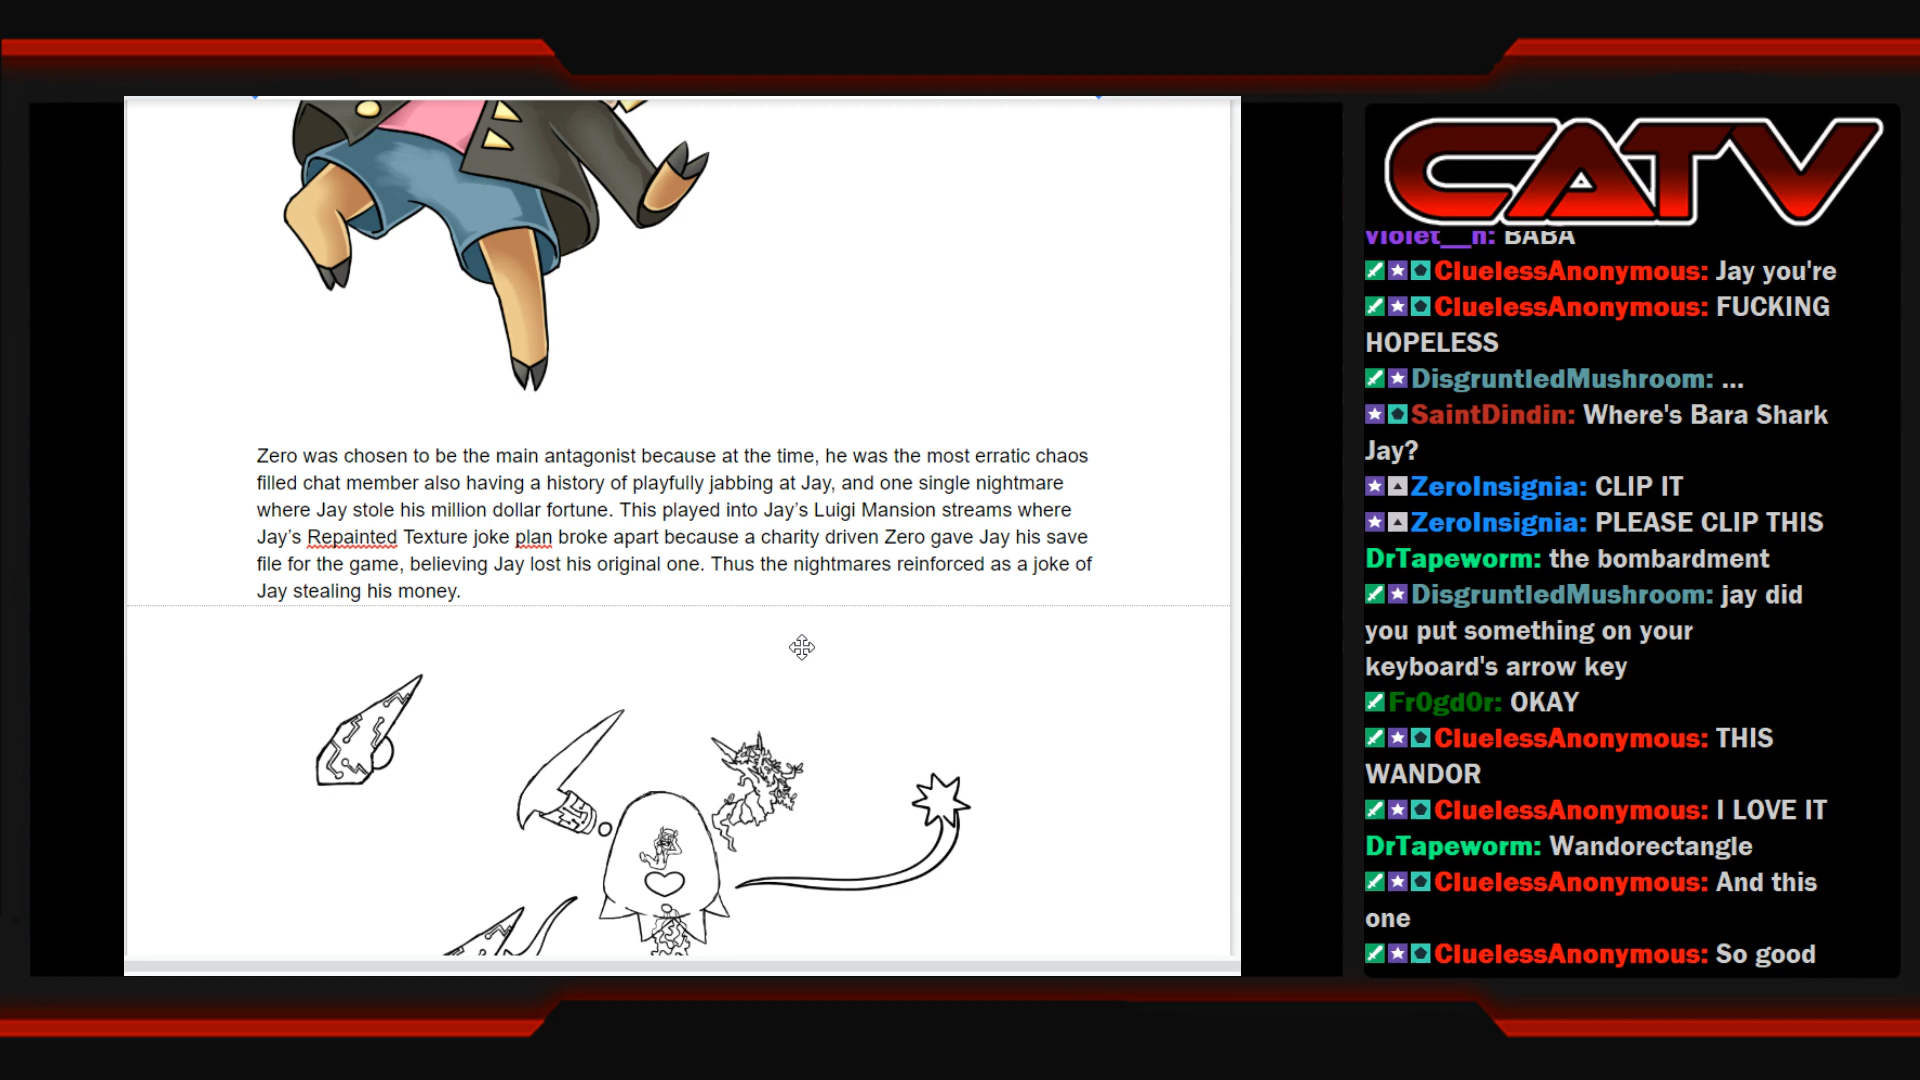 Zero was chosen to be the main antagonist because at the time, he was the most erratic chaos
filled chat member also having a history of playfully jabbing at Jay, and one single nightmare
where Jay stole his million dollar fortune. This played into Jay’s Luigi Mansion streams where
Jay’s Repainted Texture joke plan broke apart because a charity driven Zero gave Jay his save
file for the game, believing Jay lost his original one. Thus the nightmares reinforced as a joke of
Jay stealing his money.
CATV
Violet__n: BABA
CluelessAnonymous: Jay you're
CluelessAnonymous: FUCKING
HOPELESS
DisgruntledMushroom: ...
SaintDindin: Where's Bara Shark
Jay?
ZeroInsignia: CLIP IT
ZeroInsignia: PLEASE CLIP THIS
DrTapeworm: the bombardment
DisgruntledMushroom: jay did
you put something on your
keyboard's arrow key
Fr0gd0r: OKAY
CluelessAnonymous: THIS
WANDOR
CluelessAnonymous: I LOVE IT
DrTapeworm: Wandorectangle
CluelessAnonymous: And this
one
CluelessAnonymous: So good